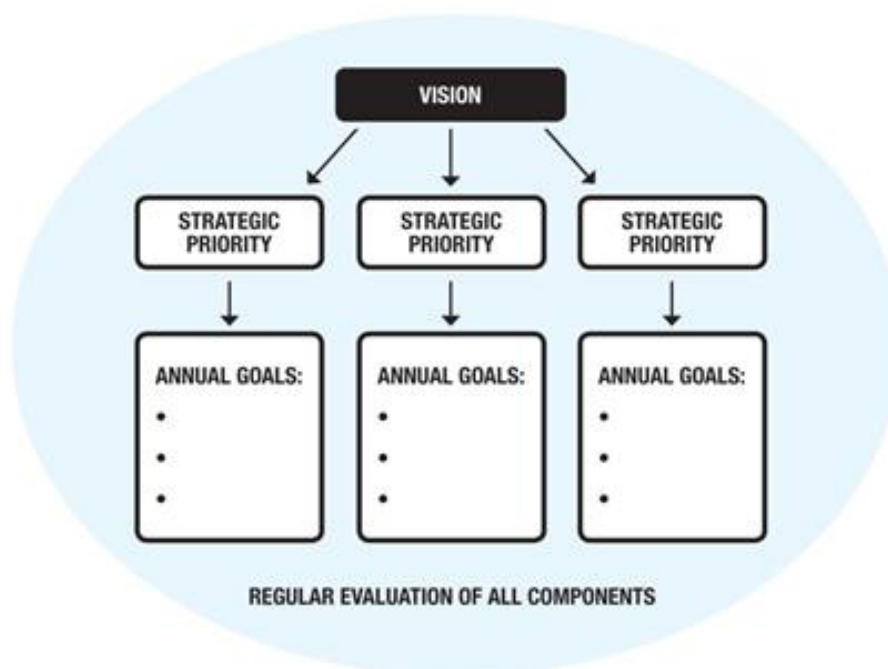 VISION
STRATEGIC
PRIORITY
STRATEGIC
PRIORITY
STRATEGIC
PRIORITY
ANNUAL GOALS:
•
•
•
ANNUAL GOALS:
•
•
•
ANNUAL GOALS:
•
•
•
REGULAR EVALUATION OF ALL COMPONENTS